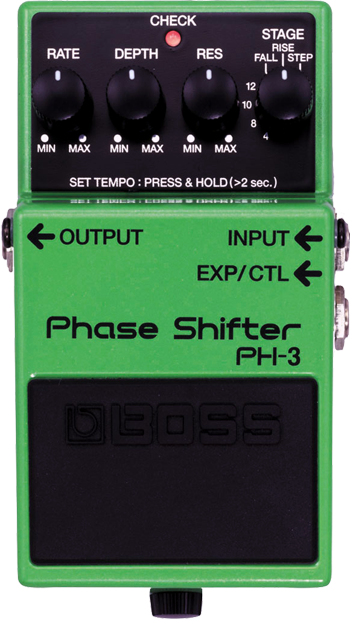 CHECK
RATE DEPTH RES STAGE
RISE
FALL STEP
12
10
8
4
MIN MAX MIN MAX MIN MAX
SET TEMPO : PRESS & HOLD (>2 sec.)
←OUTPUT INPUT←
EXP/CTL←
Phase Shifter
PH-3
BOSS